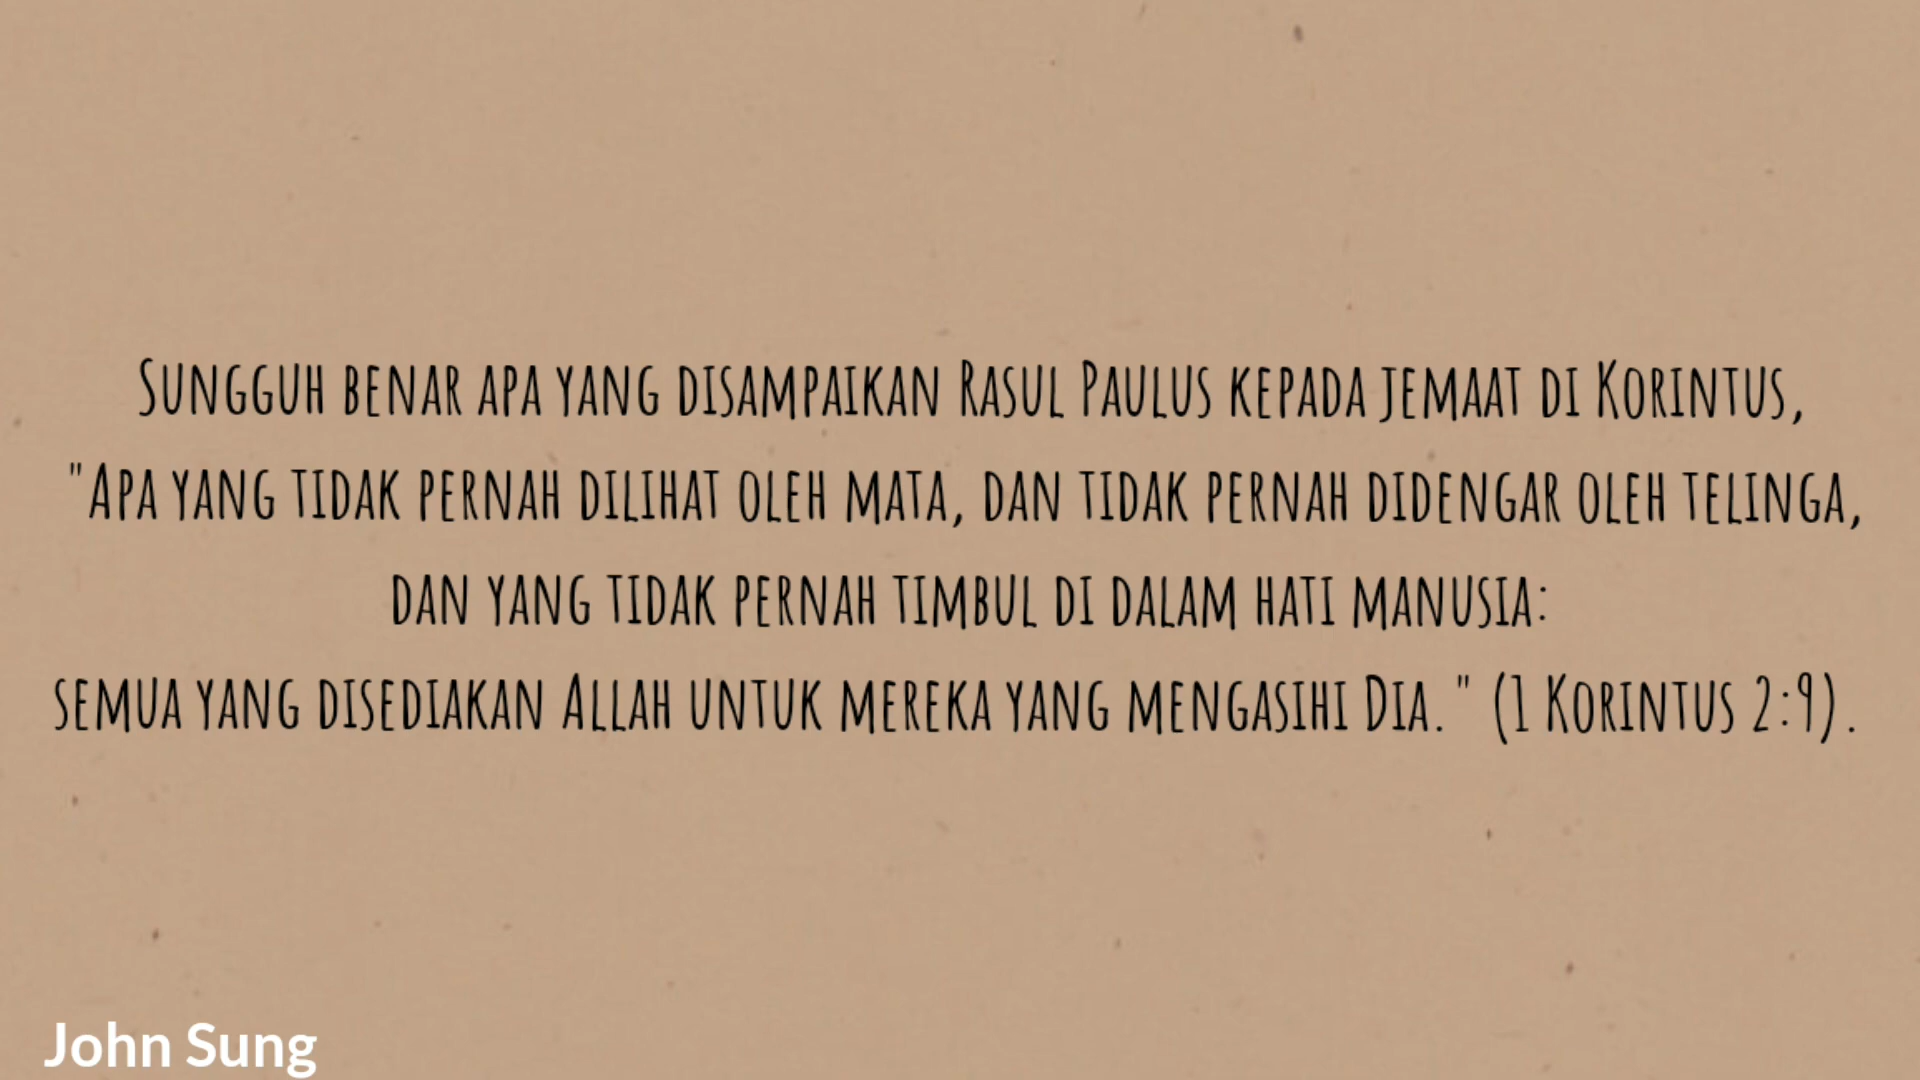 Sungguh benar apa yang disampaikan Rasul Paulus kepada jemaat di Korintus,
"Apa yang tidak pernah dilihat oleh mata, dan tidak pernah didengar oleh telinga,
dan yang tidak pernah timbul di dalam hati manusia:
semua yang disediakan Allah untuk mereka yang mengasihi Dia." (1 Korintus 2:9).
John Sung